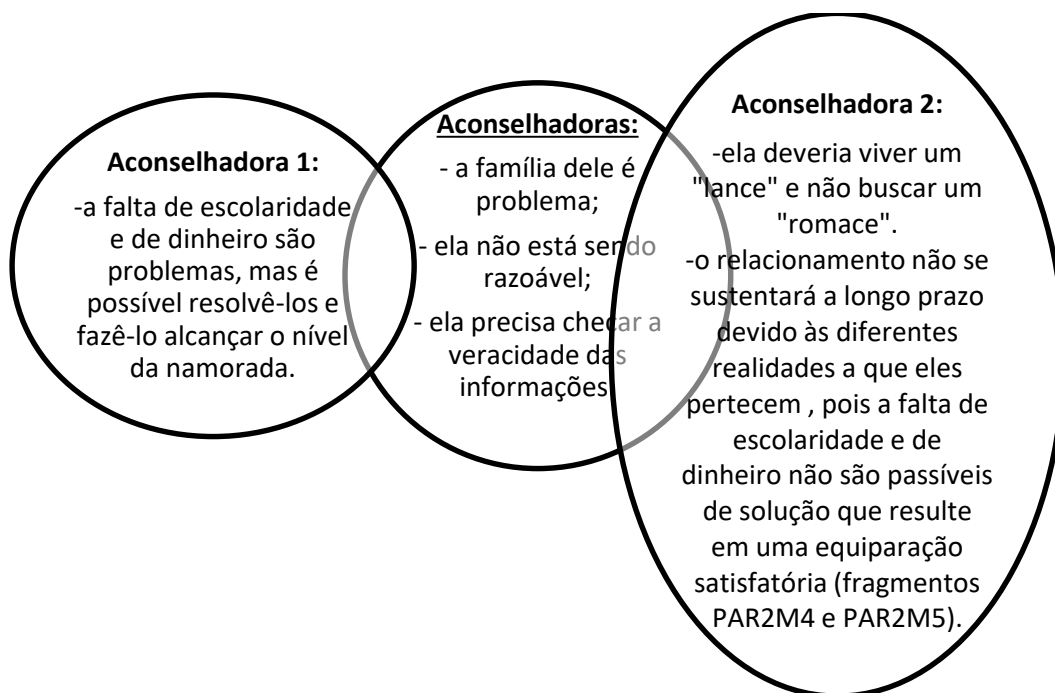 Aconselhadora 1:
-a falta de escolaridade
e de dinheiro são
problemas, mas é
possível resolvê-los e
fazê-lo alcançar o nível
da namorada.
Aconselhadoras:
- a família dele é
problema;
- ela não está sendo
razoável;
- ela precisa checar a
veracidade das
informações
Aconselhadora 2:
-ela deveria viver um
"lance" e não buscar um
"romace".
-o relacionamento não se
sustentará a longo prazo
devido às diferentes
realidades a que eles
pertecem , pois a falta de
escolaridade e de
dinheiro não são passíveis
de solução que resulte
em uma equiparação
satisfatória (fragmentos
PAR2M4 e PAR2M5).